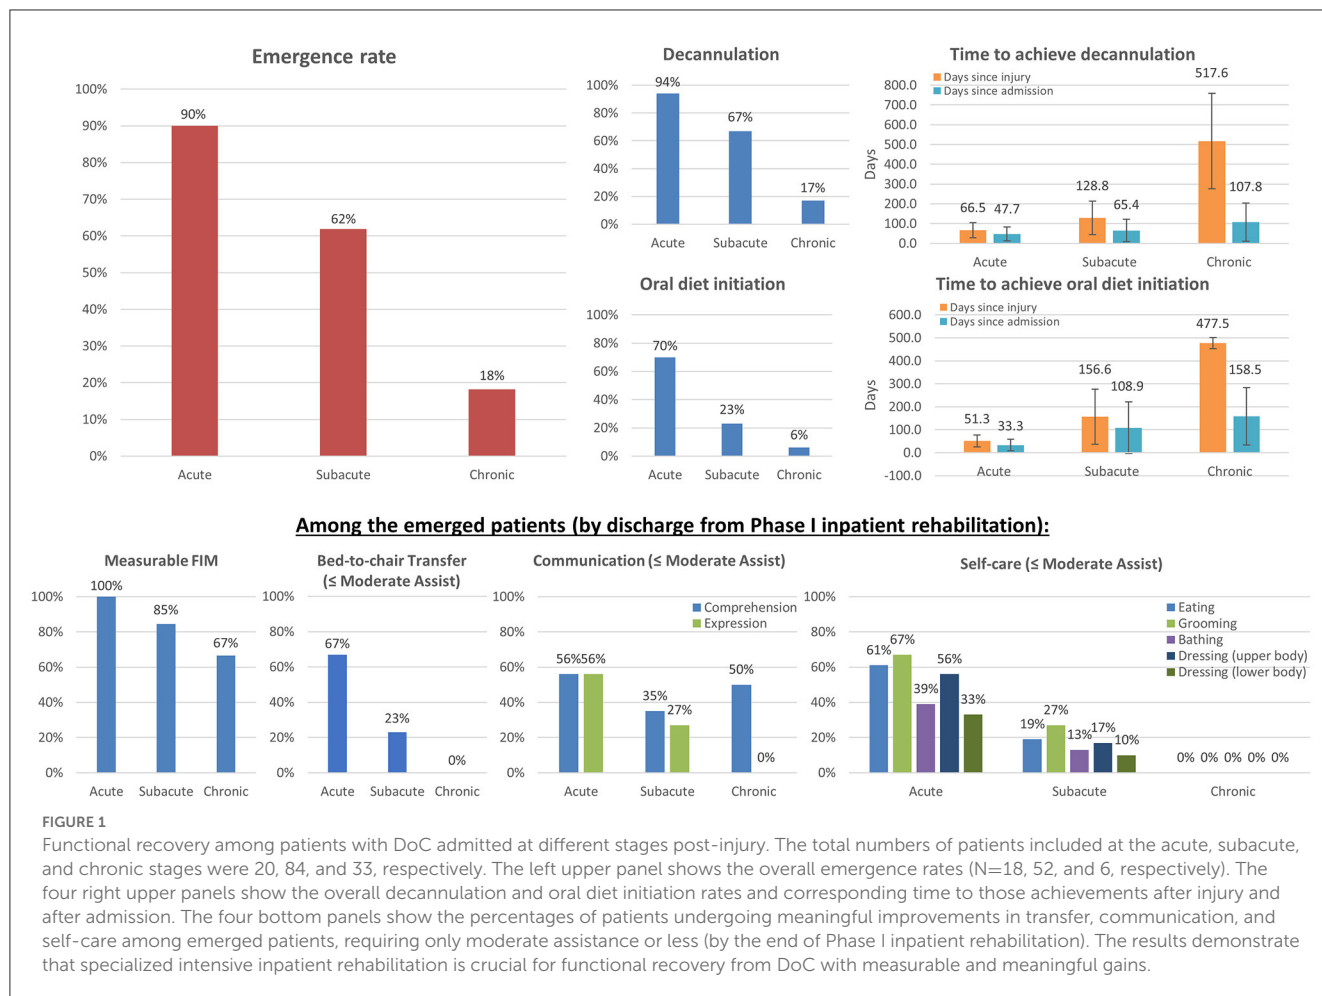 Emergence rate
100%
90%
80%
70%
60%
50%
40%
30%
20%
10%
0%
90%
62%
18%
Acute Subacute Chronic
Decannulation
100%
80%
60%
40%
20%
0%
94%
67%
17%
Acute Subacute Chronic
Time to achieve decannulation
Days since injury
Days since admission
Days
800.0
700.0
600.0
500.0
400.0
300.0
200.0
100.0
0.0
66.5 47.7
128.8 65.4
517.6 107.8
Acute Subacute Chronic
Oral diet initiation
100%
80%
60%
40%
20%
0%
70%
23%
6%
Acute Subacute Chronic
Time to achieve oral diet initiation
Days since injury
Days since admission
Days
600.0
500.0
400.0
300.0
200.0
100.0
0.0
-100.0
51.3 33.3
156.6 108.9
477.5 158.5
Acute Subacute Chronic
Among the emerged patients (by discharge from Phase I inpatient rehabilitation):
Measurable FIM
100%
80%
60%
40%
20%
0%
100%
85%
67%
Acute Subacute Chronic
Bed-to-chair Transfer
(≤ Moderate Assist)
100%
80%
60%
40%
20%
0%
67%
23%
0%
Acute Subacute Chronic
Communication (≤ Moderate Assist)
Comprehension
Expression
100%
80%
60%
40%
20%
0%
56% 56%
35% 27%
50% 0%
Acute Subacute Chronic
Self-care (≤ Moderate Assist)
Eating
Grooming
Bathing
Dressing (upper body)
Dressing (lower body)
100%
80%
60%
40%
20%
0%
61% 67% 39% 56% 33%
19% 27% 13% 17% 10%
0% 0% 0% 0% 0%
Acute Subacute Chronic
FIGURE 1
Functional recovery among patients with DoC admitted at different stages post-injury. The total numbers of patients included at the acute, subacute,
and chronic stages were 20, 84, and 33, respectively. The left upper panel shows the overall emergence rates (N=18, 52, and 6, respectively). The
four right upper panels show the overall decannulation and oral diet initiation rates and corresponding time to those achievements after injury and
after admission. The four bottom panels show the percentages of patients undergoing meaningful improvements in transfer, communication, and
self-care among emerged patients, requiring only moderate assistance or less (by the end of Phase I inpatient rehabilitation). The results demonstrate
that specialized intensive inpatient rehabilitation is crucial for functional recovery from DoC with measurable and meaningful gains.